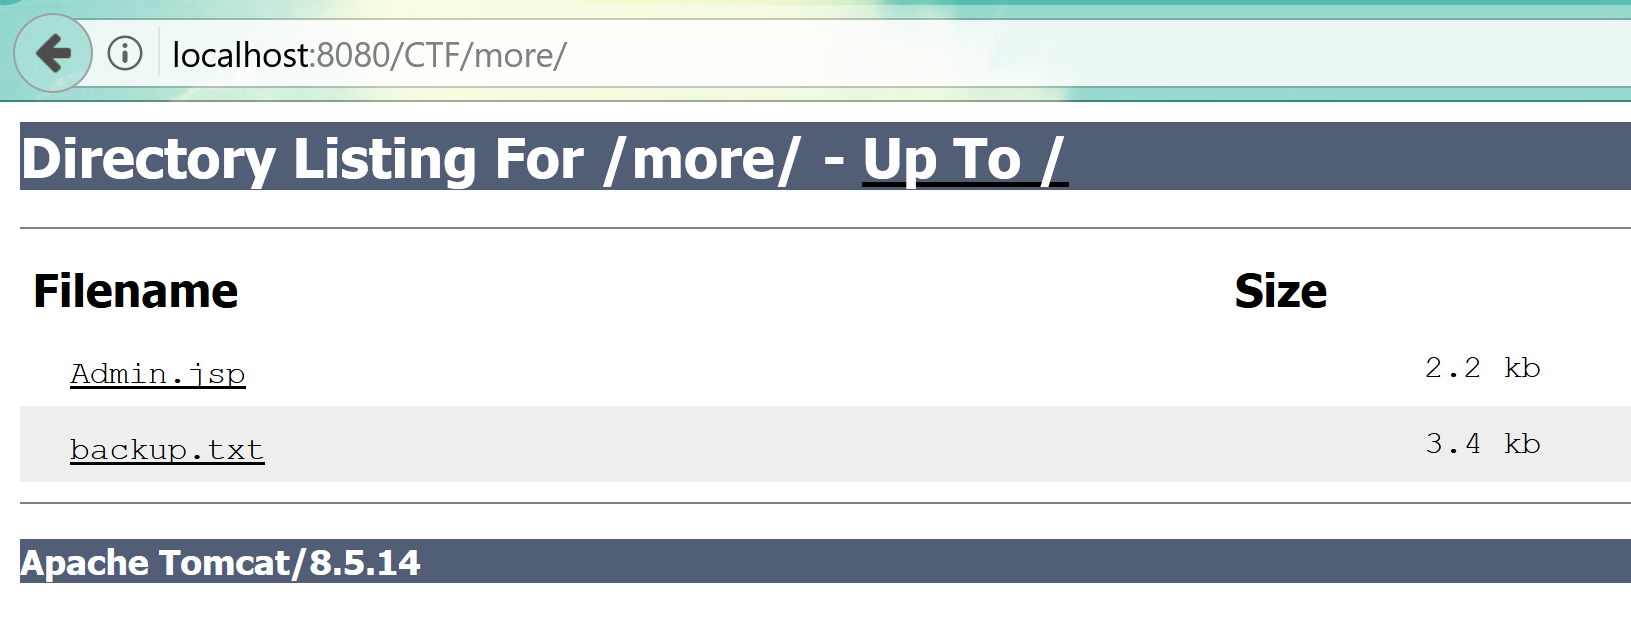 localhost:8080/CTF/more/
Directory Listing For /more/ - Up To /
Filename Size
Admin.jsp 2.2 kb
backup.txt 3.4 kb
Apache Tomcat/8.5.14